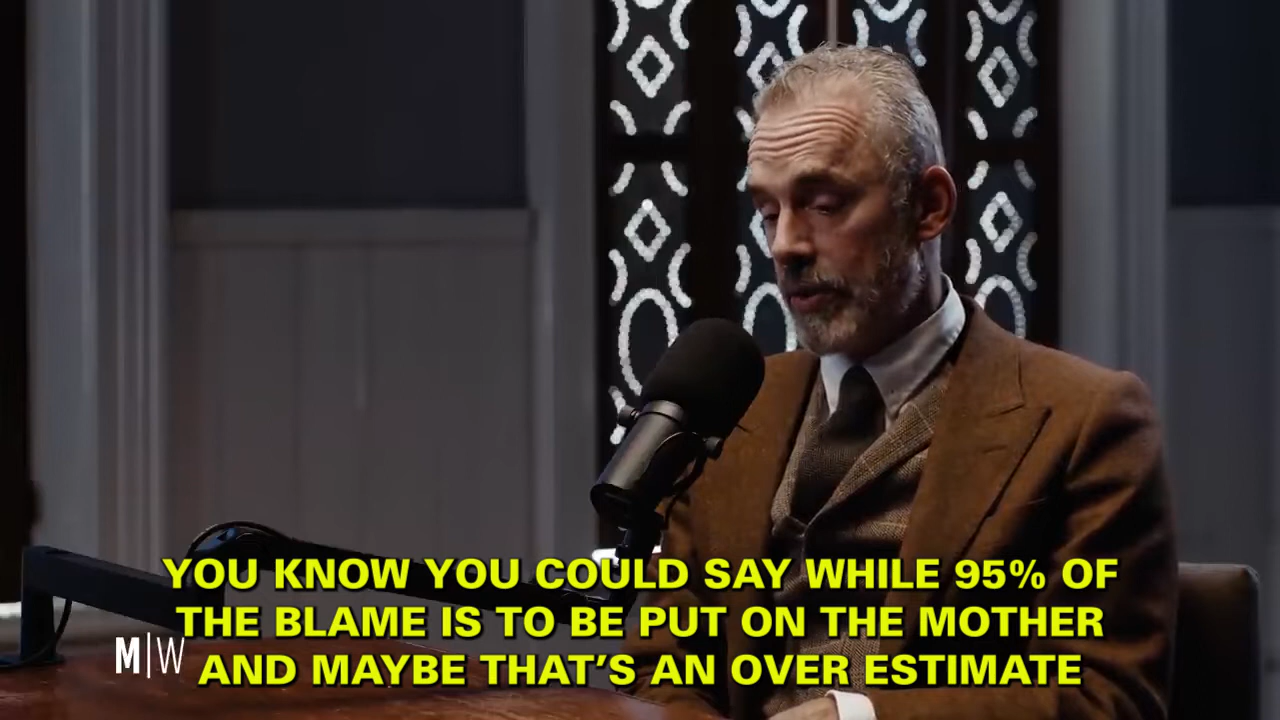 YOU KNOW YOU COULD SAY WHILE 95% OF
THE BLAME IS TO BE PUT ON THE MOTHER
AND MAYBE THAT'S AN OVER ESTIMATE
M|W